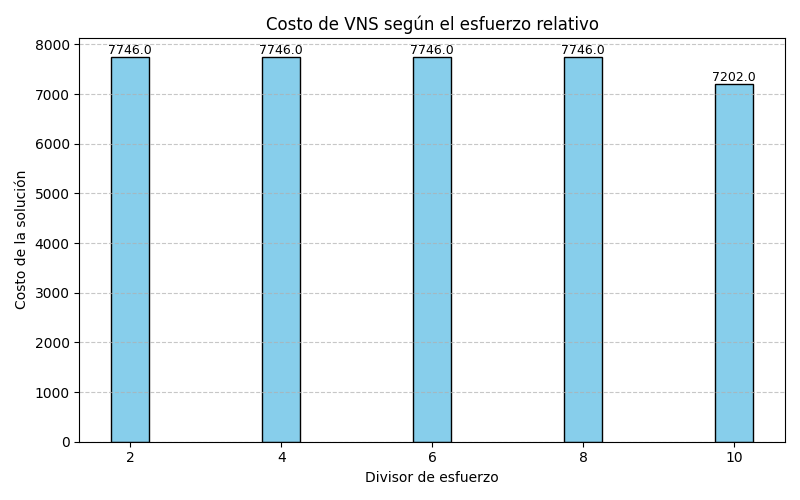 Costo de VNS según el esfuerzo relativo
8000
7000
6000
5000
4000
3000
2000
1000
0
Costo de la solución
7746.0 7746.0 7746.0 7746.0 7202.0
2 4 6 8 10
Divisor de esfuerzo